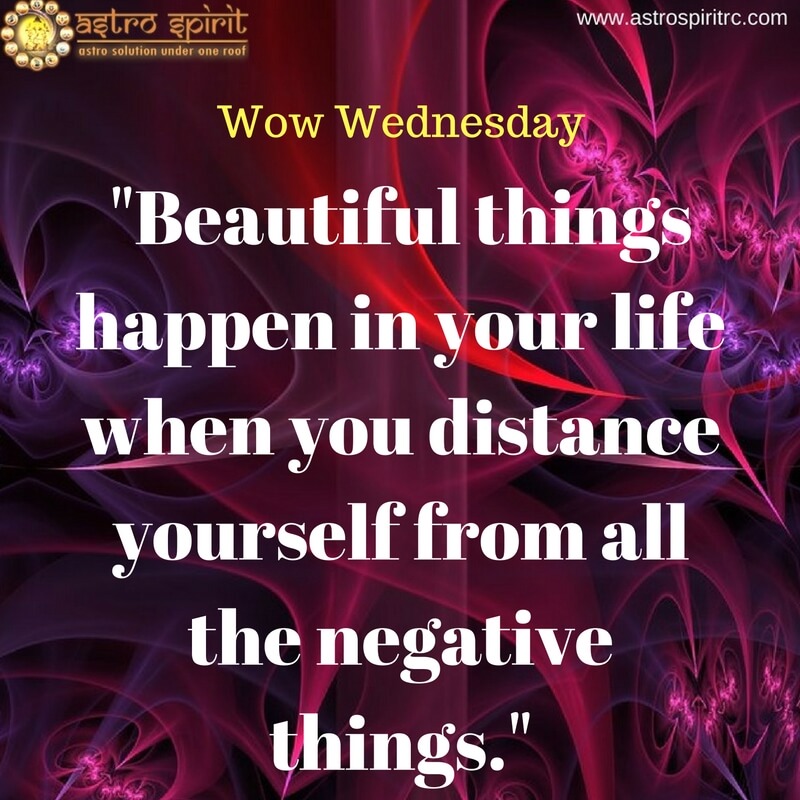 astro spirit
astro solution under one roof
www.astrospiritrc.com
Wow Wednesday
"Beautiful things
happen in your life
when you distance
yourself from all
the negative
things."